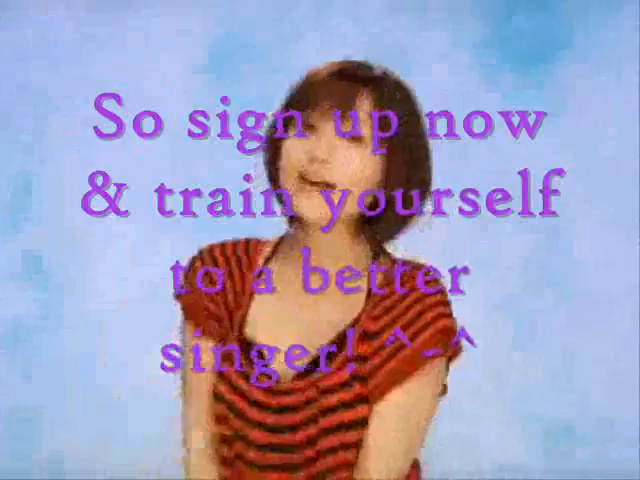 So sign up now
& train yourself
to a better
singer! ^-^